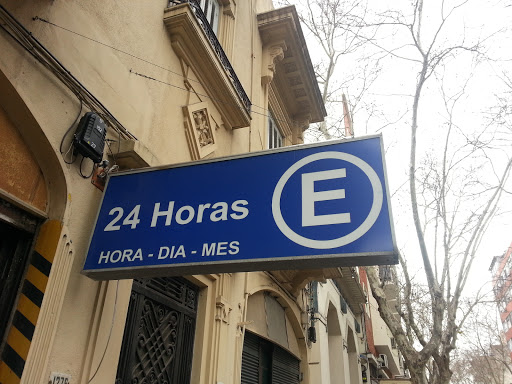 24 Horas
HORA - DIA - MES
E